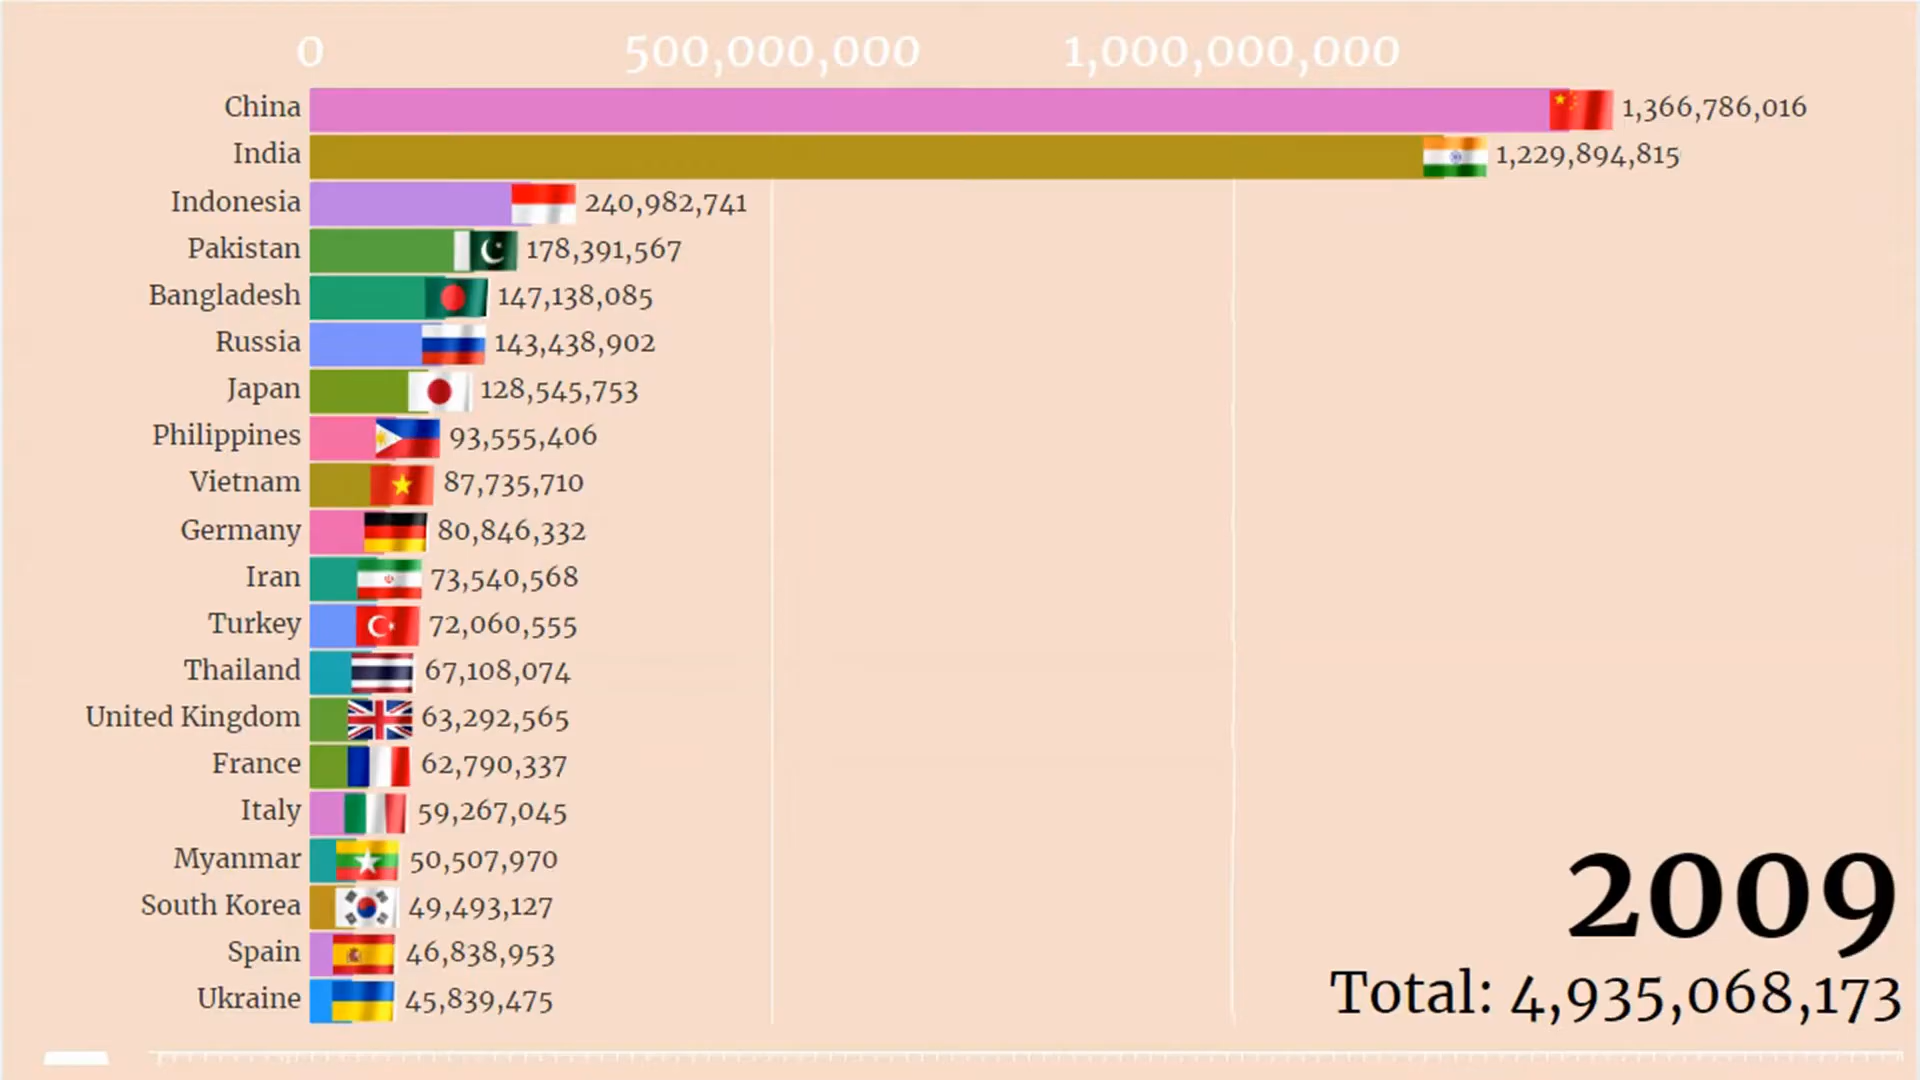 0 500,000,000 1,000,000,000
China 1,366,786,016
India 1,229,894,815
Indonesia 240,982,741
Pakistan 178,391,567
Bangladesh 147,138,085
Russia 143,438,902
Japan 128,545,753
Philippines 93,555,406
Vietnam 87,735,710
Germany 80,846,332
Iran 73,540,568
Turkey 72,060,555
Thailand 67,108,074
United Kingdom 63,292,565
France 62,790,337
Italy 59,267,045
Myanmar 50,507,970
South Korea 49,493,127
Spain 46,838,953
Ukraine 45,839,475
2009
Total: 4,935,068,173